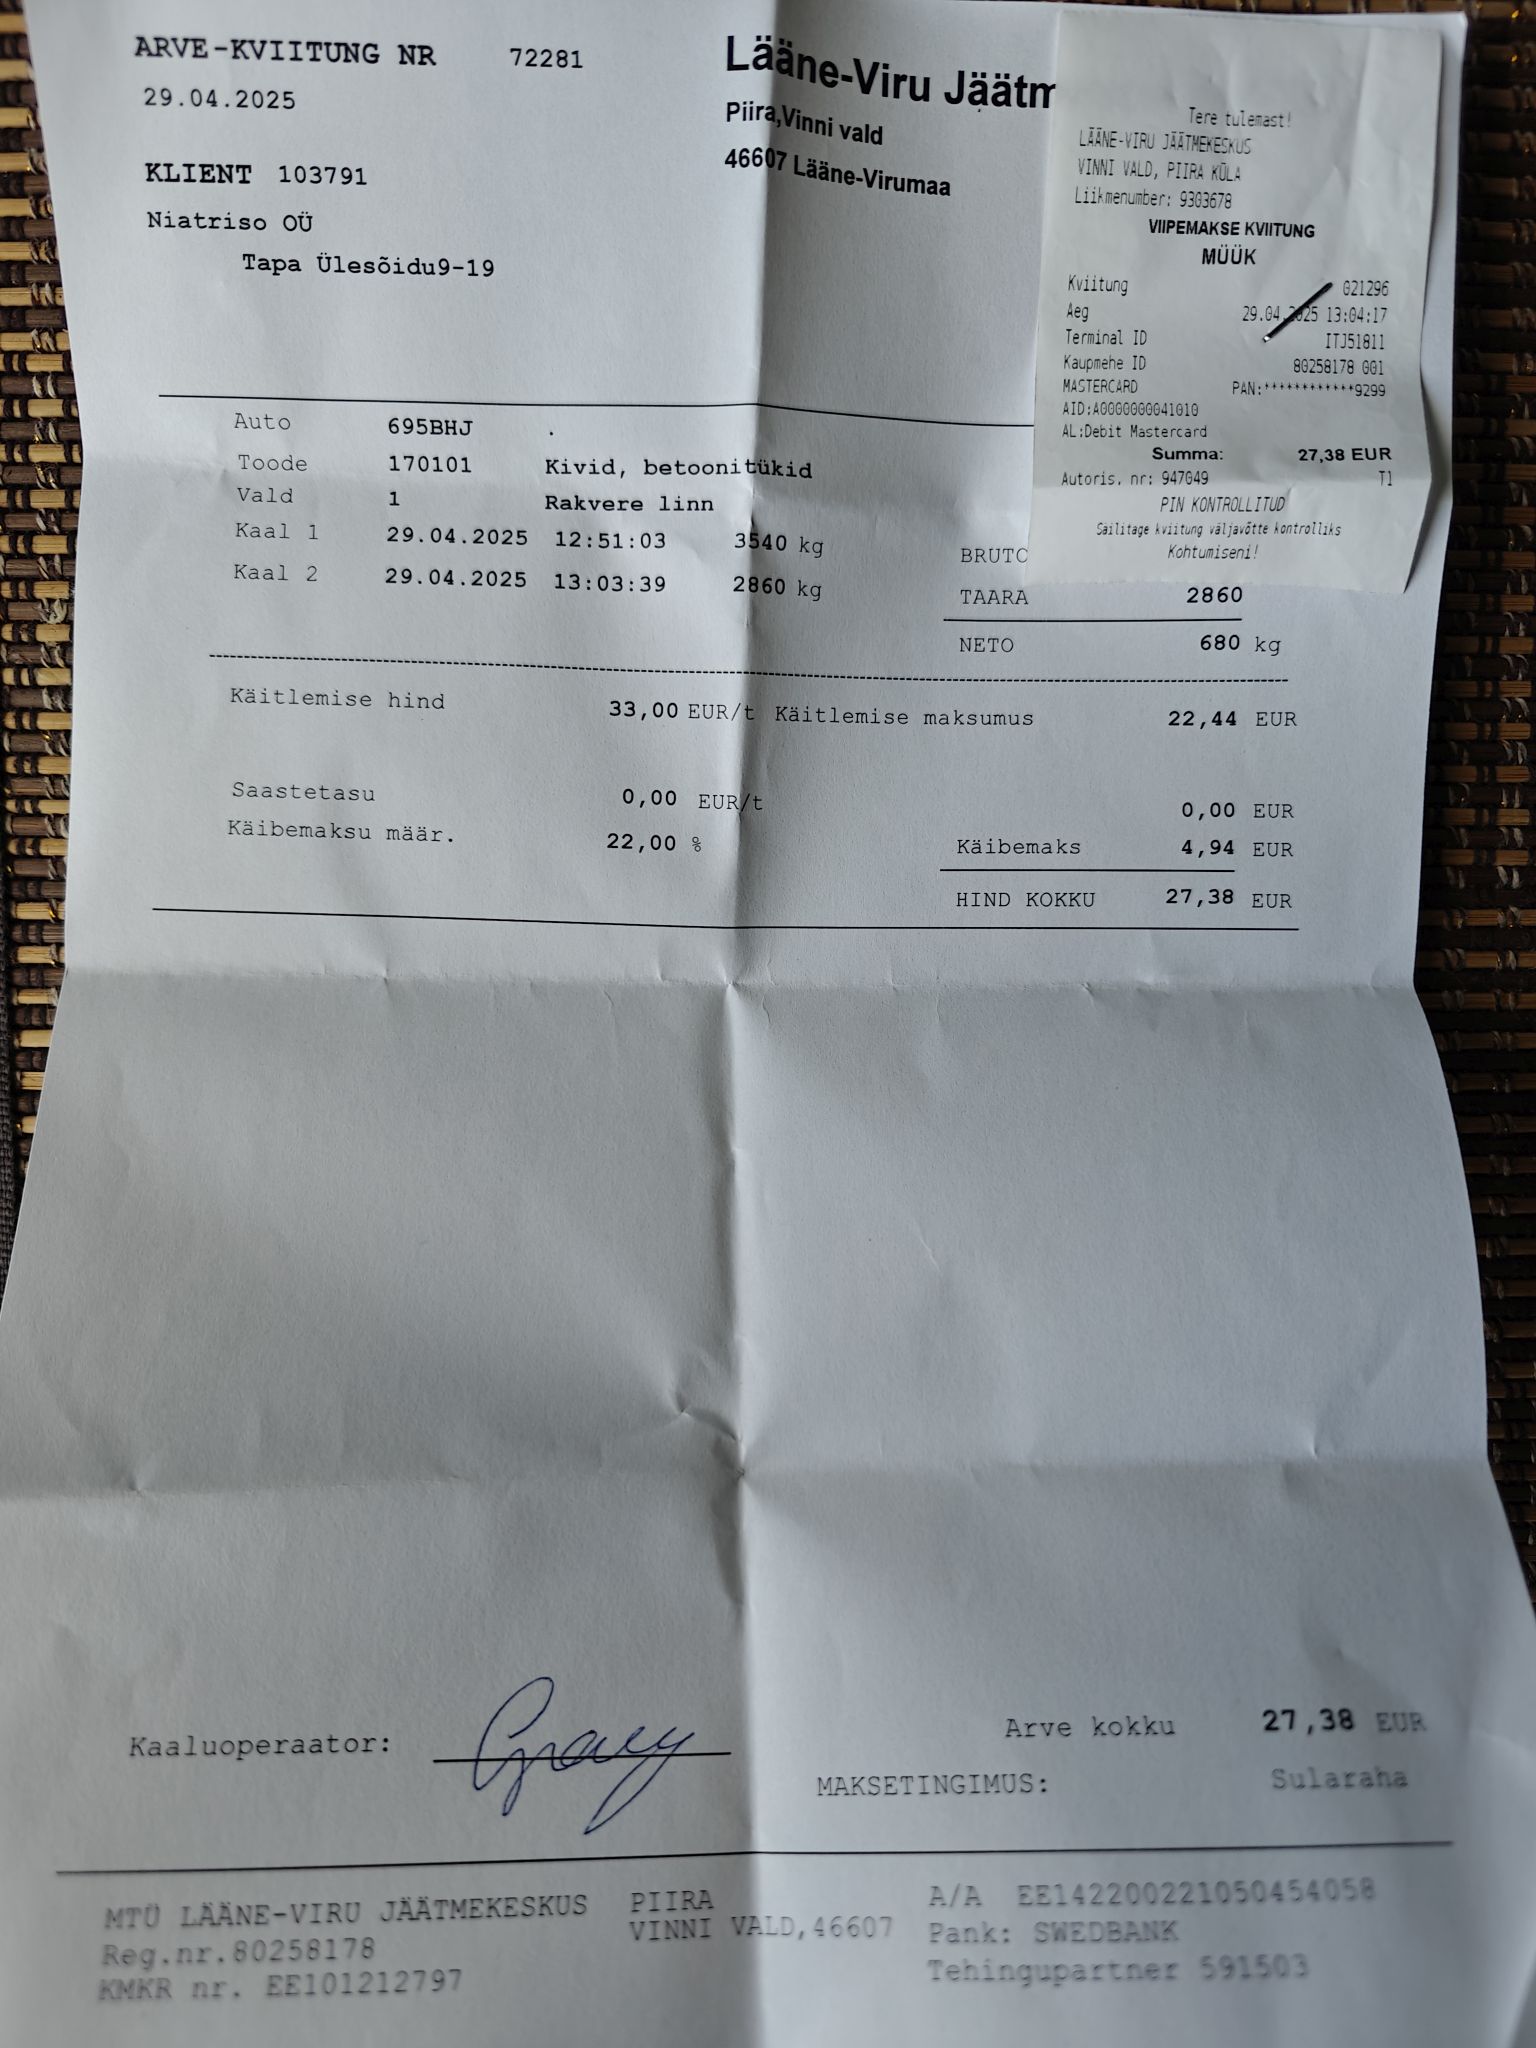 ARVE-KVIITUNG NR 72281
29.04.2025
KLIENT 103791
Niatriso OÜ
Tapa Ülesõidu9-19
Lääne-Viru Jäätm
Piira,Vinni vald
46607 Lääne-Virumaa
Tere tulemast!
LÄÄNE-VIRU JÄÄTMEKESKUS
VINNI VALD, PIIRA KÜLA
Liikmenumber: 9303678
VIIPEMAKSE KVIITUNG
MÜÜK
Kviitung 021296
Aeg 29.04.2025 13:04:17
Terminal ID ITJ51811
Kaupmehe ID 80258178 001
MASTERCARD PAN:************9299
AID:A0000000041010
AL:Debit Mastercard
Summa: 27,38 EUR
Autoris. nr: 947049 T1
PIN KONTROLLITUD
Säilitage kviitung väljavõtte kontrolliks
Kohtumiseni!
Auto 695BHJ .
Toode 170101 Kivid, betoonitükid
Vald 1 Rakvere linn
Kaal 1 29.04.2025 12:51:03 3540 kg BRUTO
Kaal 2 29.04.2025 13:03:39 2860 kg TAARA 2860
NETO 680 kg
Käitlemise hind 33,00 EUR/t Käitlemise maksumus 22,44 EUR
Saastetasu 0,00 EUR/t 0,00 EUR
Käibemaksu määr. 22,00 % Käibemaks 4,94 EUR
HIND KOKKU 27,38 EUR
Arve kokku 27,38 EUR
Kaaluoperaator:
MAKSETINGIMUS: Sularaha
MTÜ LÄÄNE-VIRU JÄÄTMEKESKUS PIIRA A/A EE142200221050454058
Reg.nr.80258178 VINNI VALD,46607 Pank: SWEDBANK
KMKR nr. EE101212797 Tehingupartner 591503